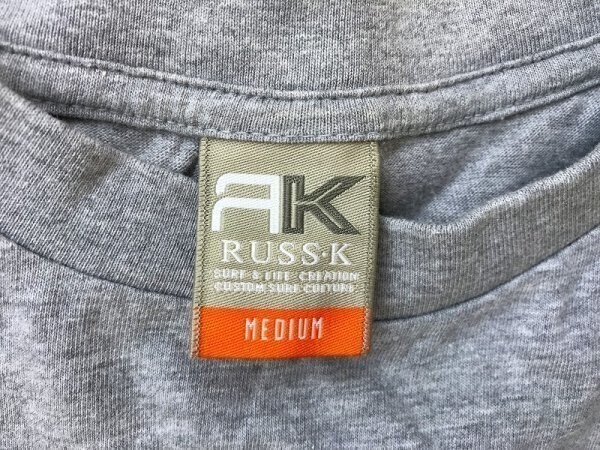 RK
RUSS·K
SURF & LIFE CREATION
CUSTOM SURF CULTURE
MEDIUM